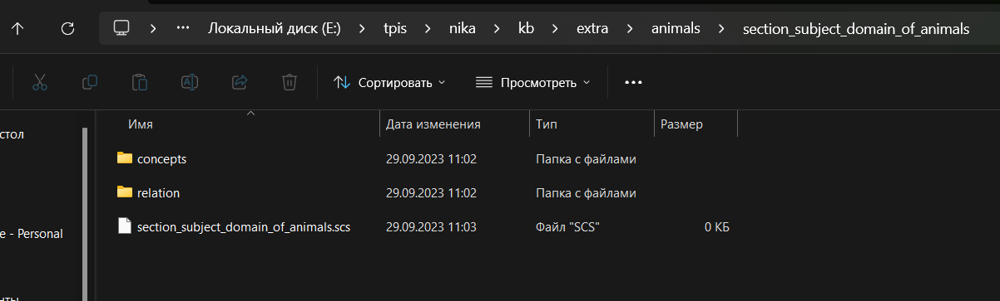 Локальный диск (E:) tpis nika kb extra animals section_subject_domain_of_animals
Сортировать Просмотреть
Имя Дата изменения Тип Размер
стол
concepts 29.09.2023 11:02 Папка с файлами
relation 29.09.2023 11:02 Папка с файлами
section_subject_domain_of_animals.scs 29.09.2023 11:03 Файл "SCS" 0 КБ
e - Personal
нты